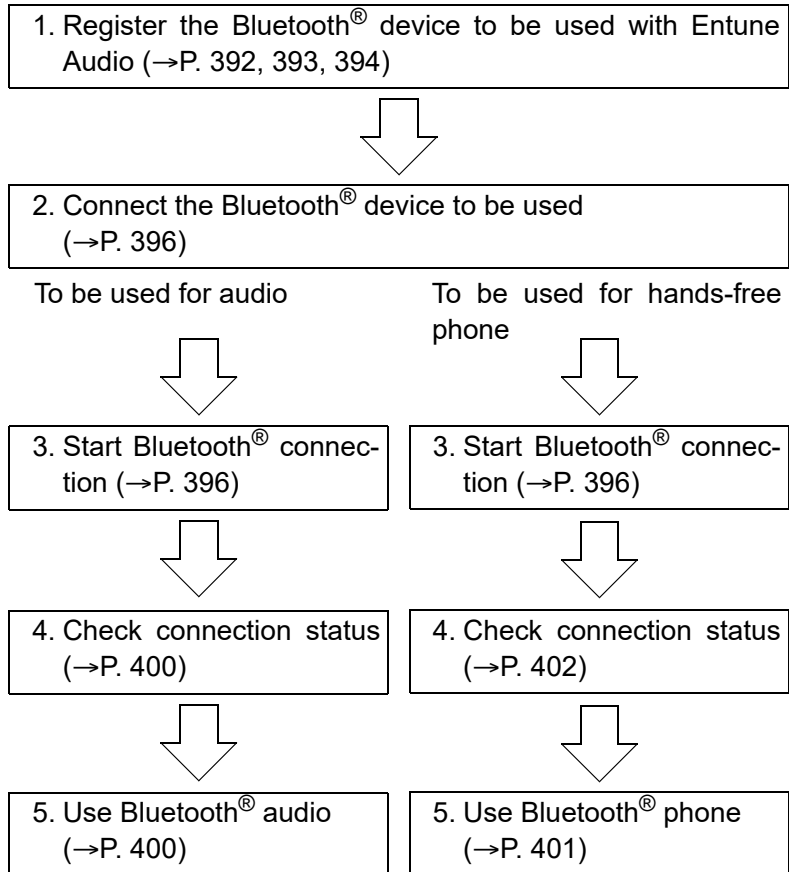 1. Register the Bluetooth® device to be used with Entune
Audio (→P. 392, 393, 394)
2. Connect the Bluetooth® device to be used
(→P. 396)
To be used for audio
To be used for hands-free
phone
3. Start Bluetooth® connec-
tion (→P. 396)
3. Start Bluetooth® connec-
tion (→P. 396)
4. Check connection status
(→P. 400)
4. Check connection status
(→P. 402)
5. Use Bluetooth® audio
(→P. 400)
5. Use Bluetooth® phone
(→P. 401)